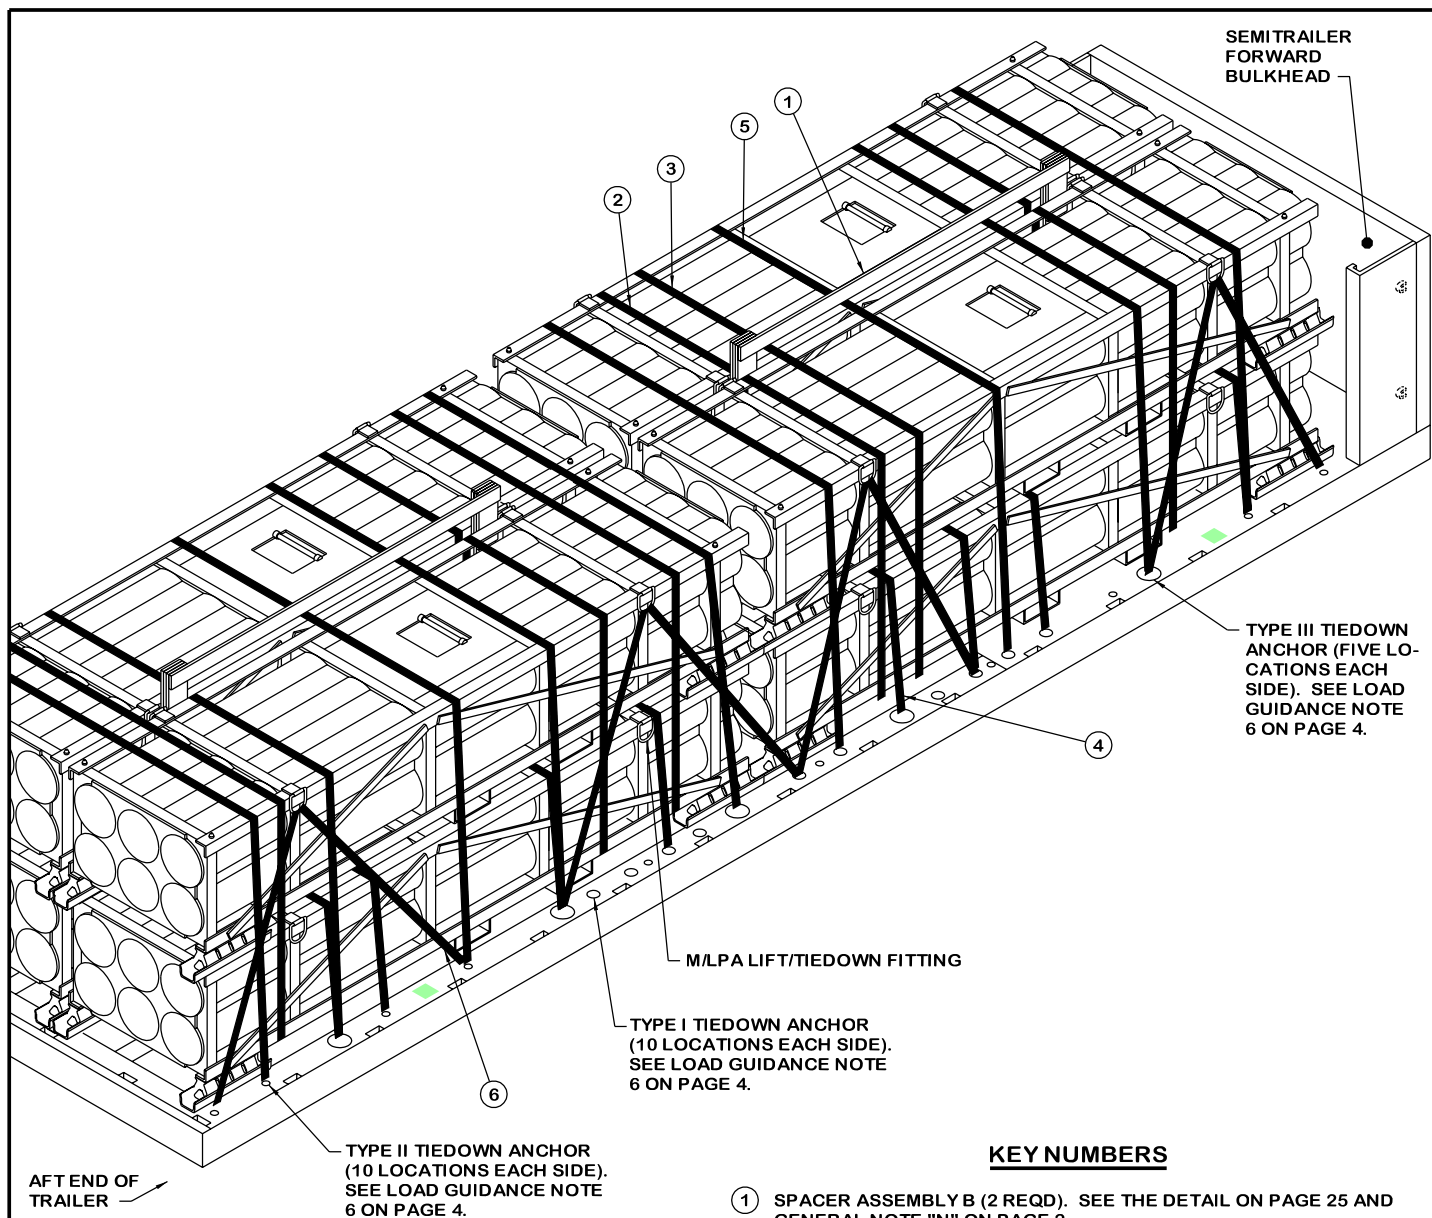 SEMITRAILER
FORWARD
BULKHEAD
1
5
3
2
TYPE III TIEDOWN
ANCHOR (FIVE LO-
CATIONS EACH
SIDE). SEE LOAD
GUIDANCE NOTE
6 ON PAGE 4.
4
M/LPA LIFT/TIEDOWN FITTING
TYPE I TIEDOWN ANCHOR
(10 LOCATIONS EACH SIDE).
SEE LOAD GUIDANCE NOTE
6 ON PAGE 4.
6
TYPE II TIEDOWN ANCHOR
(10 LOCATIONS EACH SIDE).
SEE LOAD GUIDANCE NOTE
6 ON PAGE 4.
AFT END OF
TRAILER
KEY NUMBERS
1 SPACER ASSEMBLY B (2 REQD). SEE THE DETAIL ON PAGE 25 AND
GENERAL NOTE "N" ON PAGE